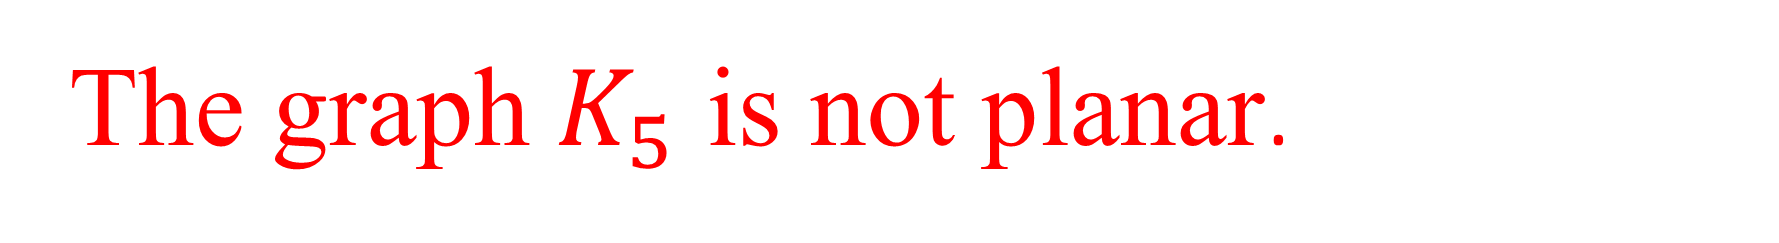 The graph K₅ is not planar.